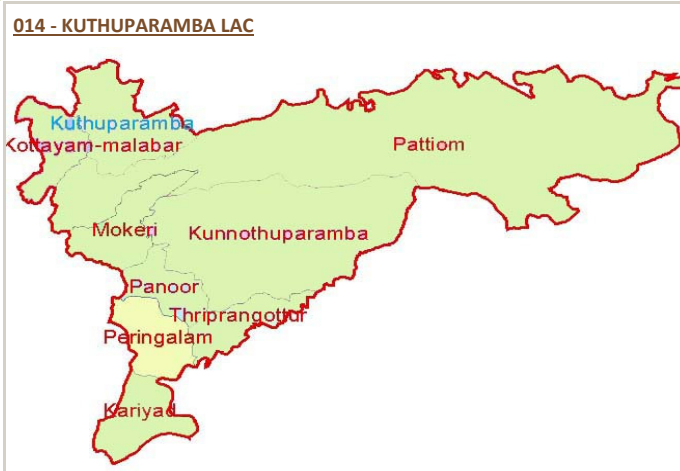 014 - KUTHUPARAMBA LAC
Kuthuparamba
Kottayam-malabar
Pattiom
Mokeri
Kunnothuparamba
Panoor
Thriprangottur
Peringalam
Kariyad